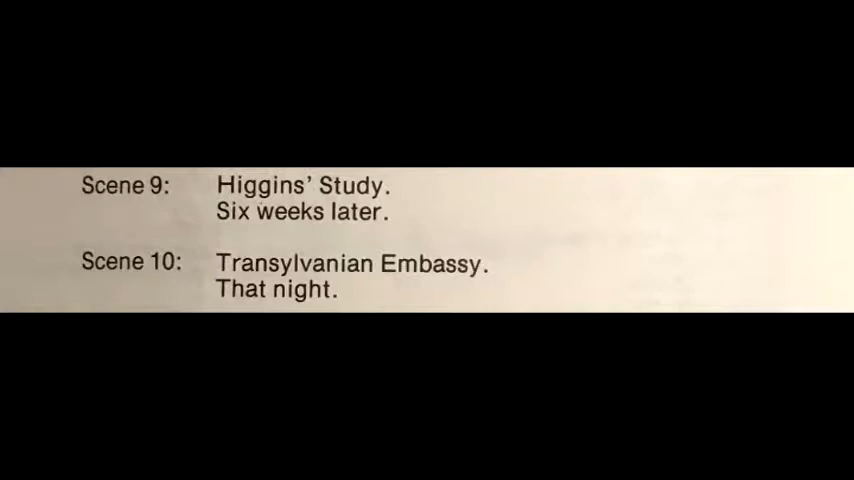 Scene 9: Higgins' Study.
Six weeks later.
Scene 10: Transylvanian Embassy.
That night.